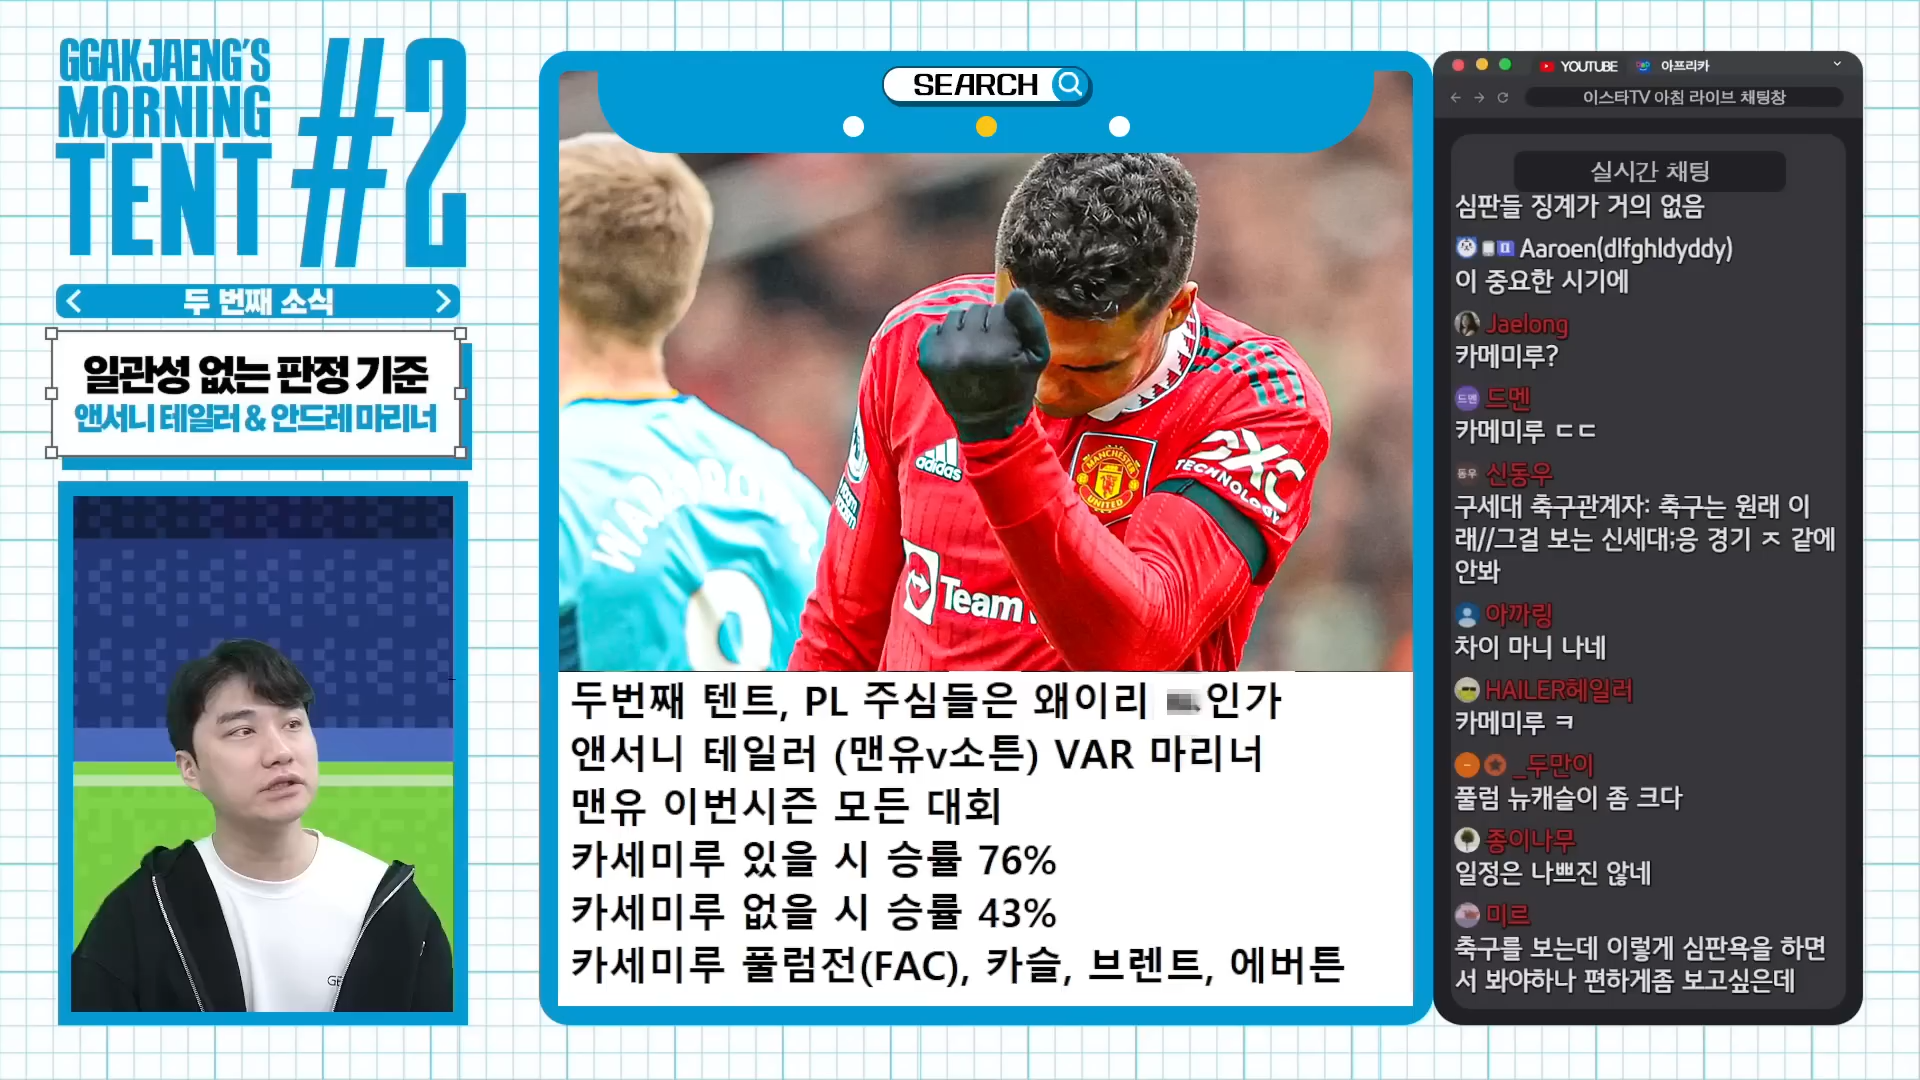 GGAKJAENG'S
MORNING
TENT
#2
두 번째 소식
일관성 없는 판정 기준
앤서니 테일러 & 안드레 마리너
SEARCH
adidas
MANCHESTER
UNITED
DXC
TECHNOLOGY
Team
두번째 텐트, PL 주심들은 왜이리 인가
앤서니 테일러 (맨유v소튼) VAR 마리너
맨유 이번시즌 모든 대회
카세미루 있을 시 승률 76%
카세미루 없을 시 승률 43%
카세미루 풀럼전(FAC), 카슬, 브렌트, 에버튼
YOUTUBE
아프리카
이스타TV 아침 라이브 채팅창
실시간 채팅
심판들 징계가 거의 없음
Aaroen(dlfghldyddy)
이 중요한 시기에
Jaelong
카메미루?
드멘
드멘
카메미루 ㄷㄷ
동우
신동우
구세대 축구관계자: 축구는 원래 이
래//그걸 보는 신세대;응 경기 ㅈ 같에
안봐
아까링
차이 마니 나네
HAILER헤일러
카메미루 ㅋ
_두만이
풀럼 뉴캐슬이 좀 크다
종이나무
일정은 나쁘진 않네
미르
축구를 보는데 이렇게 심판욕을 하면
서 봐야하나 편하게좀 보고싶은데